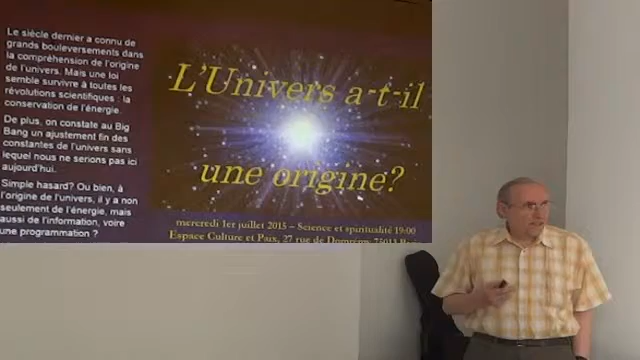 Le siècle dernier a connu de
grands bouleversements dans
la compréhension de l'origine
de l'univers. Mais une loi
semble survivre à toutes les
révolutions scientifiques : la
conservation de l'énergie.
De plus, on constate au Big
Bang un ajustement fin des
constantes de l'univers sans
lequel nous ne serions pas ici
aujourd'hui.
Simple hasard? Ou bien, à
l'origine de l'univers, il y a non
seulement de l'énergie, mais
aussi de l'information, voire
une programmation ?
L'Univers a-t-il
une origine?
mercredi 1er juillet 2015 – Science et spiritualité 19:00
Espace Culture et Paix, 27 rue de Domrémy, 75013 Paris